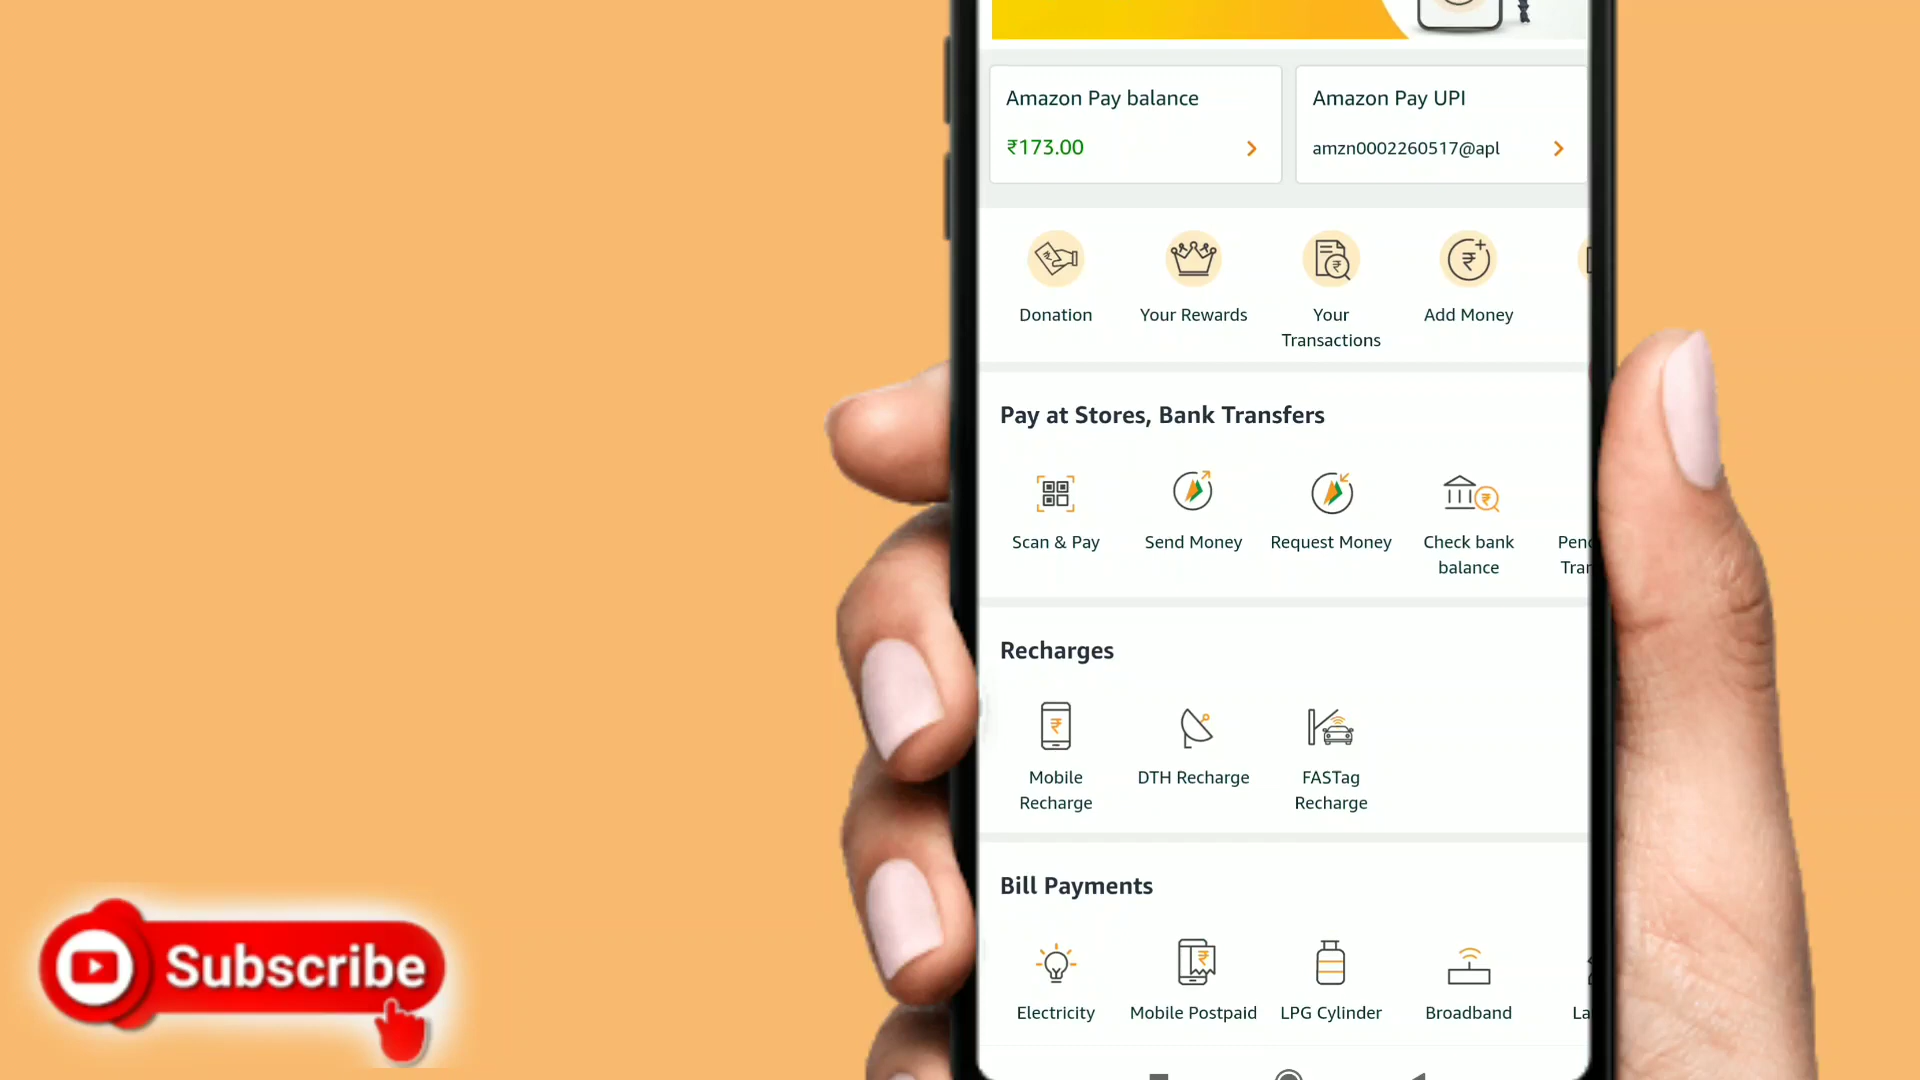 Amazon Pay balance
₹173.00
Amazon Pay UPI
amzn0002260517@apl
Donation
Your Rewards
Your
Transactions
Add Money
Pay at Stores, Bank Transfers
Scan & Pay
Send Money
Request Money
Check bank
balance
Recharges
Mobile
Recharge
DTH Recharge
FASTag
Recharge
Bill Payments
Electricity
Mobile Postpaid
LPG Cylinder
Broadband
Subscribe